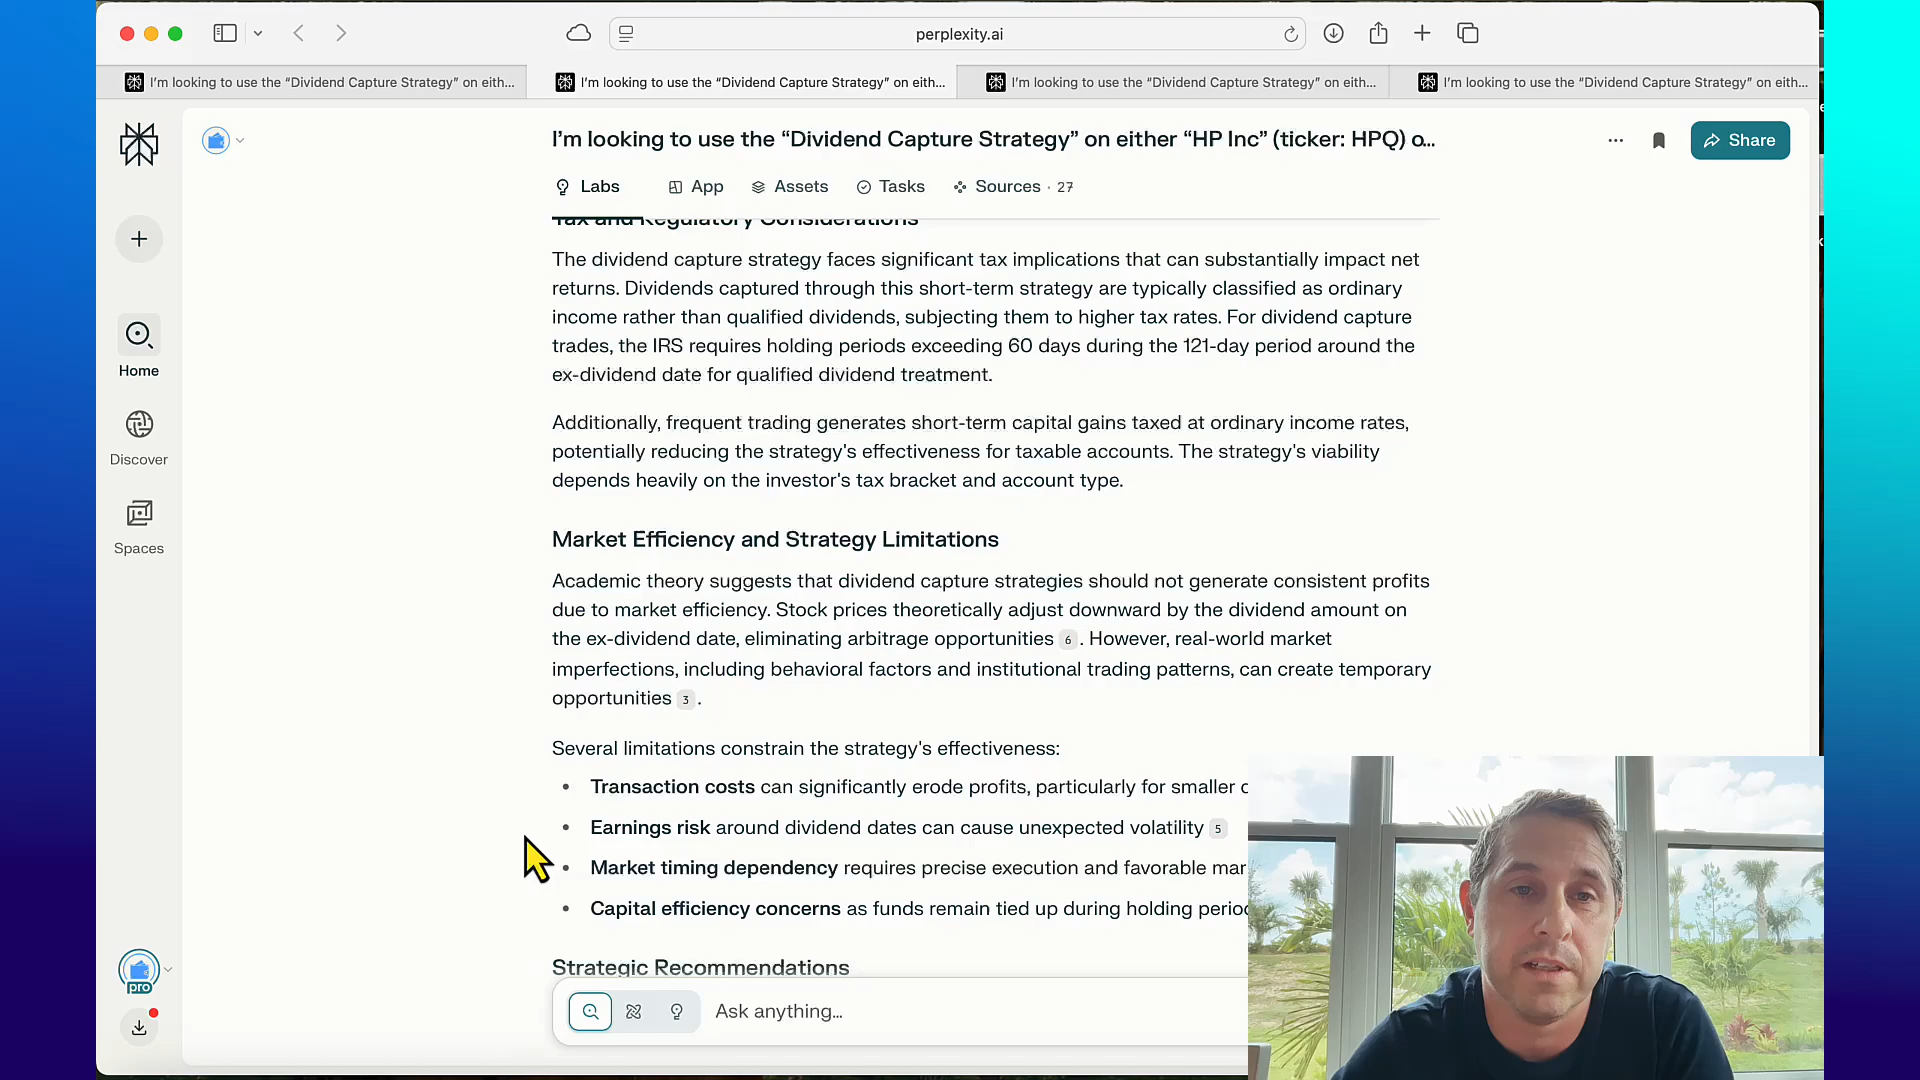 perplexity.ai
I'm looking to use the “Dividend Capture Strategy” on eith...
I'm looking to use the “Dividend Capture Strategy” on eith...
I'm looking to use the “Dividend Capture Strategy” on eith...
I'm looking to use the “Dividend Capture Strategy” on eith...
I'm looking to use the “Dividend Capture Strategy” on either “HP Inc” (ticker: HPQ) o...
Share
Labs
App
Assets
Tasks
Sources · 27
Tax and Regulatory Considerations
The dividend capture strategy faces significant tax implications that can substantially impact net
returns. Dividends captured through this short-term strategy are typically classified as ordinary
income rather than qualified dividends, subjecting them to higher tax rates. For dividend capture
trades, the IRS requires holding periods exceeding 60 days during the 121-day period around the
ex-dividend date for qualified dividend treatment.
Additionally, frequent trading generates short-term capital gains taxed at ordinary income rates,
potentially reducing the strategy's effectiveness for taxable accounts. The strategy's viability
depends heavily on the investor's tax bracket and account type.
Market Efficiency and Strategy Limitations
Academic theory suggests that dividend capture strategies should not generate consistent profits
due to market efficiency. Stock prices theoretically adjust downward by the dividend amount on
the ex-dividend date, eliminating arbitrage opportunities 6 . However, real-world market
imperfections, including behavioral factors and institutional trading patterns, can create temporary
opportunities 3 .
Several limitations constrain the strategy's effectiveness:
• Transaction costs can significantly erode profits, particularly for smaller
• Earnings risk around dividend dates can cause unexpected volatility 5
• Market timing dependency requires precise execution and favorable mar
• Capital efficiency concerns as funds remain tied up during holding perio
Strategic Recommendations
Ask anything...
Home
Discover
Spaces
pro